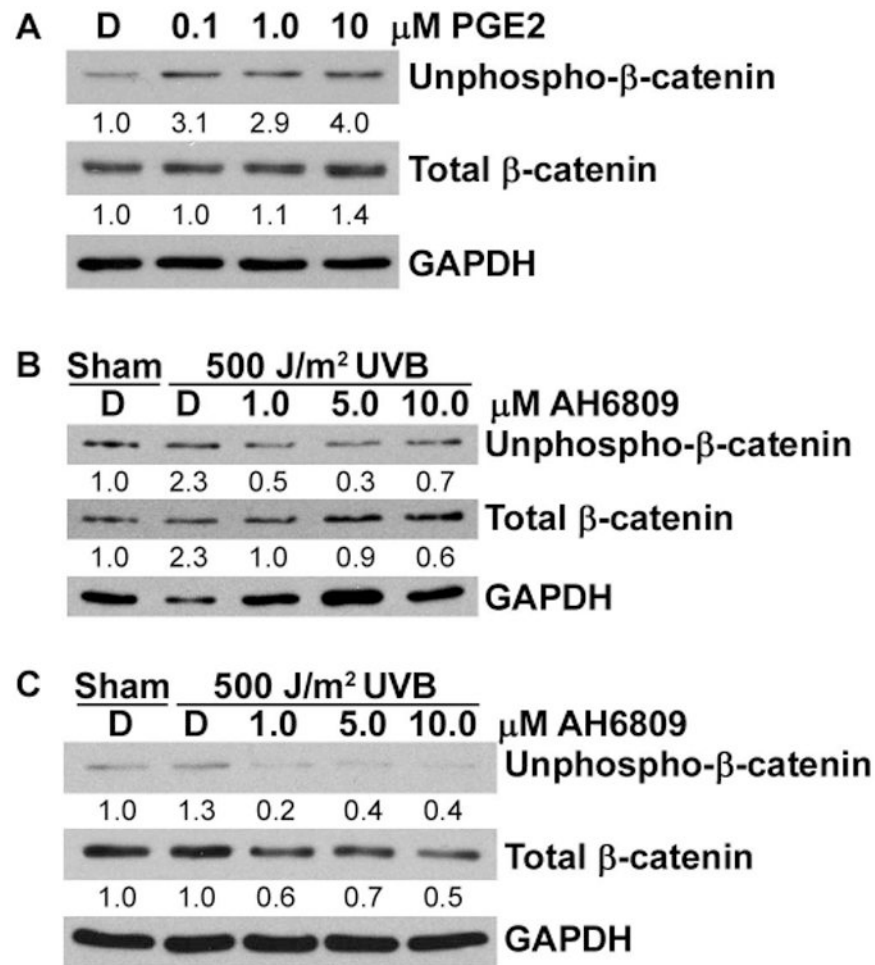 A D 0.1 1.0 10 μM PGE2
Unphospho-β-catenin
1.0 3.1 2.9 4.0
Total β-catenin
1.0 1.0 1.1 1.4
GAPDH
B Sham 500 J/m² UVB
D D 1.0 5.0 10.0 μM AH6809
Unphospho-β-catenin
1.0 2.3 0.5 0.3 0.7
Total β-catenin
1.0 2.3 1.0 0.9 0.6
GAPDH
C Sham 500 J/m² UVB
D D 1.0 5.0 10.0 μM AH6809
Unphospho-β-catenin
1.0 1.3 0.2 0.4 0.4
Total β-catenin
1.0 1.0 0.6 0.7 0.5
GAPDH